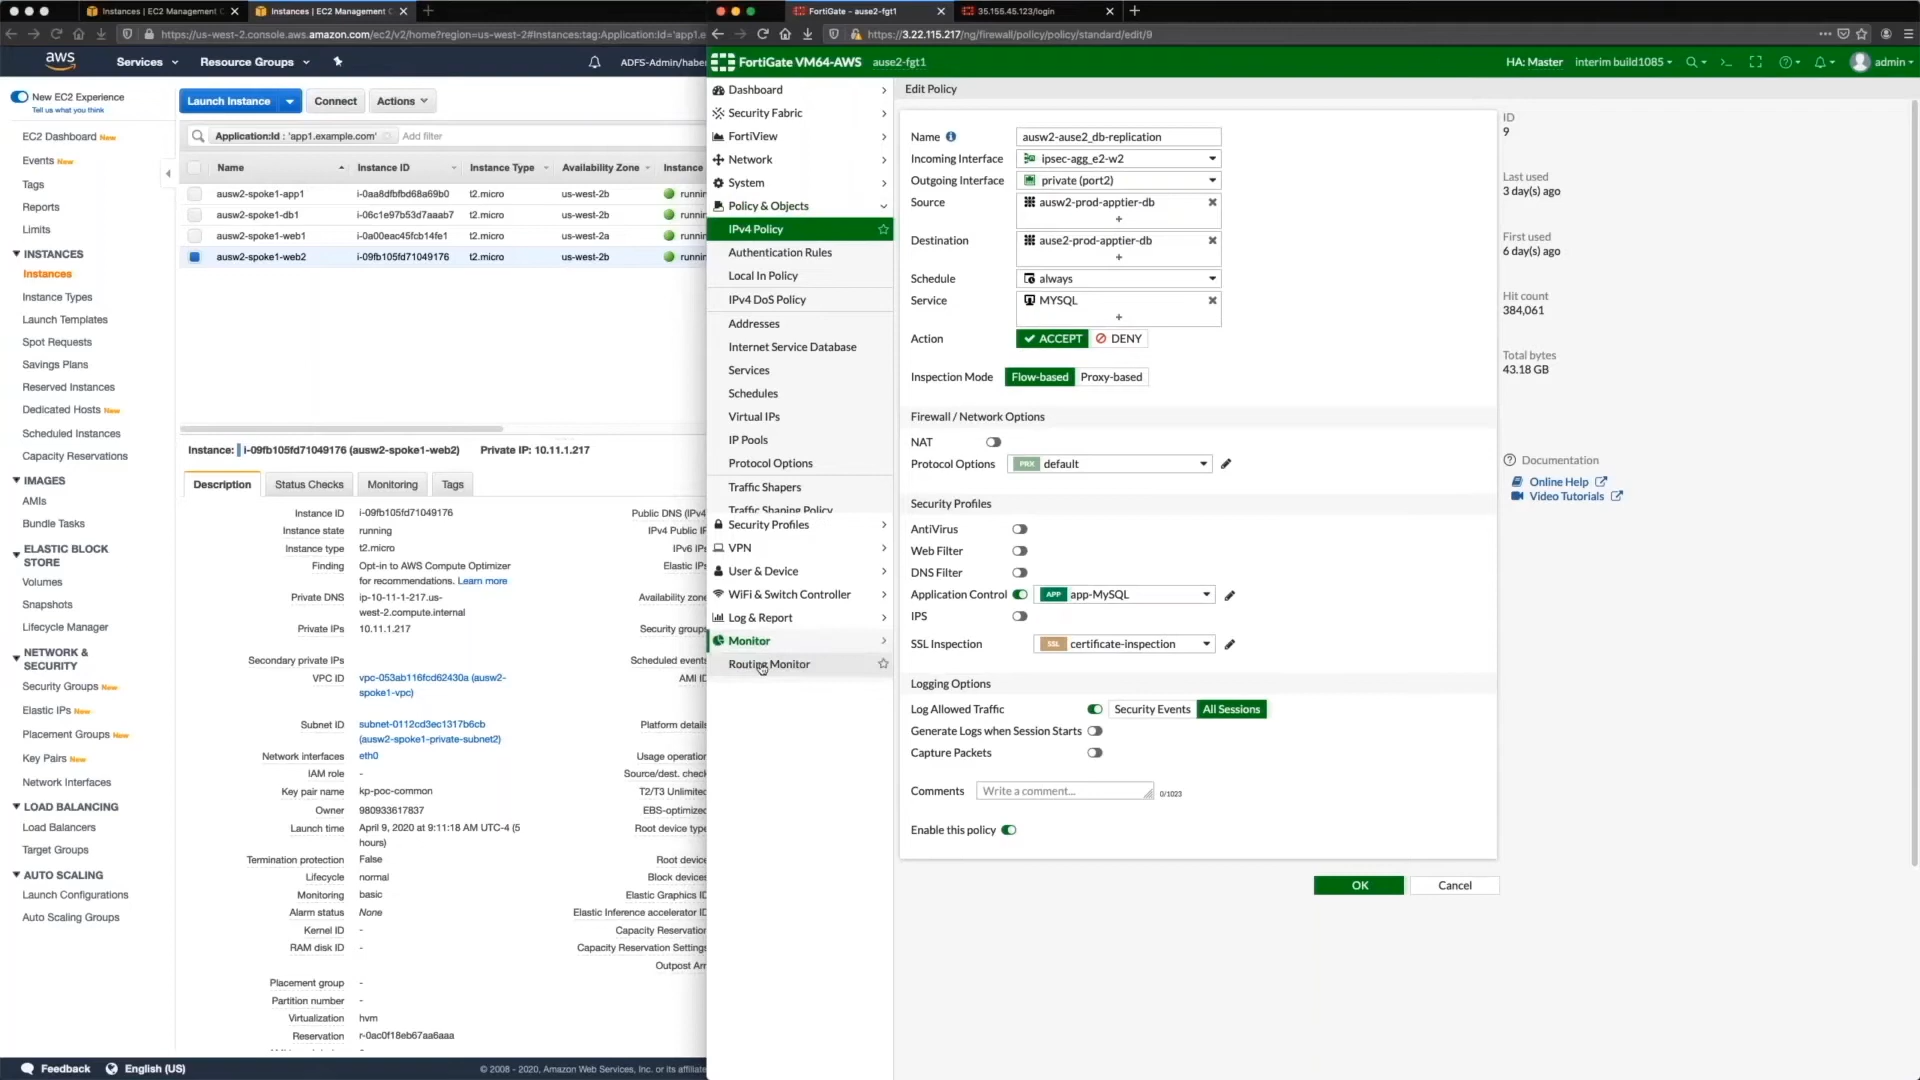 Instances | EC2 Management C
Instances | EC2 Management C
https://us-west-2.console.aws.amazon.com/ec2/v2/home?region=us-west-2#Instances:tag:Application:Id='app1.e
aws
Services
Resource Groups
ADFS-Admin/haber
New EC2 Experience
Tell us what you think
EC2 Dashboard New
Events New
Tags
Reports
Limits
INSTANCES
Instances
Instance Types
Launch Templates
Spot Requests
Savings Plans
Reserved Instances
Dedicated Hosts New
Scheduled Instances
Capacity Reservations
IMAGES
AMIs
Bundle Tasks
ELASTIC BLOCK
STORE
Volumes
Snapshots
Lifecycle Manager
NETWORK &
SECURITY
Security Groups New
Elastic IPs New
Placement Groups New
Key Pairs New
Network Interfaces
LOAD BALANCING
Load Balancers
Target Groups
AUTO SCALING
Launch Configurations
Auto Scaling Groups
Launch Instance
Connect
Actions
Application:Id : 'app1.example.com'
Add filter
Name Instance ID Instance Type Availability Zone Instance
ausw2-spoke1-app1 i-0aa8dfbfbd68a69b0 t2.micro us-west-2b runnin
ausw2-spoke1-db1 i-06c1e97b53d7aaab7 t2.micro us-west-2b runnin
ausw2-spoke1-web1 i-0a00eac45fcb14fe1 t2.micro us-west-2a runnin
ausw2-spoke1-web2 i-09fb105fd71049176 t2.micro us-west-2b runnin
Instance: i-09fb105fd71049176 (ausw2-spoke1-web2) Private IP: 10.11.1.217
Description
Status Checks
Monitoring
Tags
Instance ID i-09fb105fd71049176 Public DNS (IPv4
Instance state running IPv4 Public IP
Instance type t2.micro IPv6 IPs
Finding Opt-in to AWS Compute Optimizer Elastic IPs
for recommendations. Learn more
Private DNS ip-10-11-1-217.us- Availability zone
west-2.compute.internal
Private IPs 10.11.1.217 Security groups
Secondary private IPs Scheduled events
VPC ID vpc-053ab116fcd62430a (ausw2- AMI ID
spoke1-vpc)
Subnet ID subnet-0112cd3ec1317b6cb Platform details
(ausw2-spoke1-private-subnet2)
Network interfaces eth0 Usage operation
IAM role - Source/dest. check
Key pair name kp-poc-common T2/T3 Unlimited
Owner 980933617837 EBS-optimized
Launch time April 9, 2020 at 9:11:18 AM UTC-4 (5 Root device type
hours)
Termination protection False Root device
Lifecycle normal Block devices
Monitoring basic Elastic Graphics ID
Alarm status None Elastic Inference accelerator ID
Kernel ID - Capacity Reservation
RAM disk ID - Capacity Reservation Settings
Outpost Arn
Placement group -
Partition number -
Virtualization hvm
Reservation r-0ac0f18eb67aa6aaa
Feedback
English (US)
© 2008 - 2020, Amazon Web Services, Inc. or its affiliate
FortiGate - ause2-fgt1
35.155.45.123/login
https://3.22.115.217/ng/firewall/policy/policy/standard/edit/9
FortiGate VM64-AWS
ause2-fgt1
HA: Master
interim build1085
admin
Dashboard
Security Fabric
FortiView
Network
System
Policy & Objects
IPv4 Policy
Authentication Rules
Local In Policy
IPv4 DoS Policy
Addresses
Internet Service Database
Services
Schedules
Virtual IPs
IP Pools
Protocol Options
Traffic Shapers
Traffic Shaping Policy
Security Profiles
VPN
User & Device
WiFi & Switch Controller
Log & Report
Monitor
Routing Monitor
Edit Policy
Name ausw2-ause2_db-replication
Incoming Interface ipsec-agg_e2-w2
Outgoing Interface private (port2)
Source ausw2-prod-apptier-db
+
Destination ause2-prod-apptier-db
+
Schedule always
Service MYSQL
+
Action ACCEPT DENY
Inspection Mode Flow-based Proxy-based
Firewall / Network Options
NAT
Protocol Options PRX default
Security Profiles
AntiVirus
Web Filter
DNS Filter
Application Control APP app-MySQL
IPS
SSL Inspection SSL certificate-inspection
Logging Options
Log Allowed Traffic Security Events All Sessions
Generate Logs when Session Starts
Capture Packets
Comments Write a comment... 0/1023
Enable this policy
OK
Cancel
ID
9
Last used
3 day(s) ago
First used
6 day(s) ago
Hit count
384,061
Total bytes
43.18 GB
Documentation
Online Help
Video Tutorials